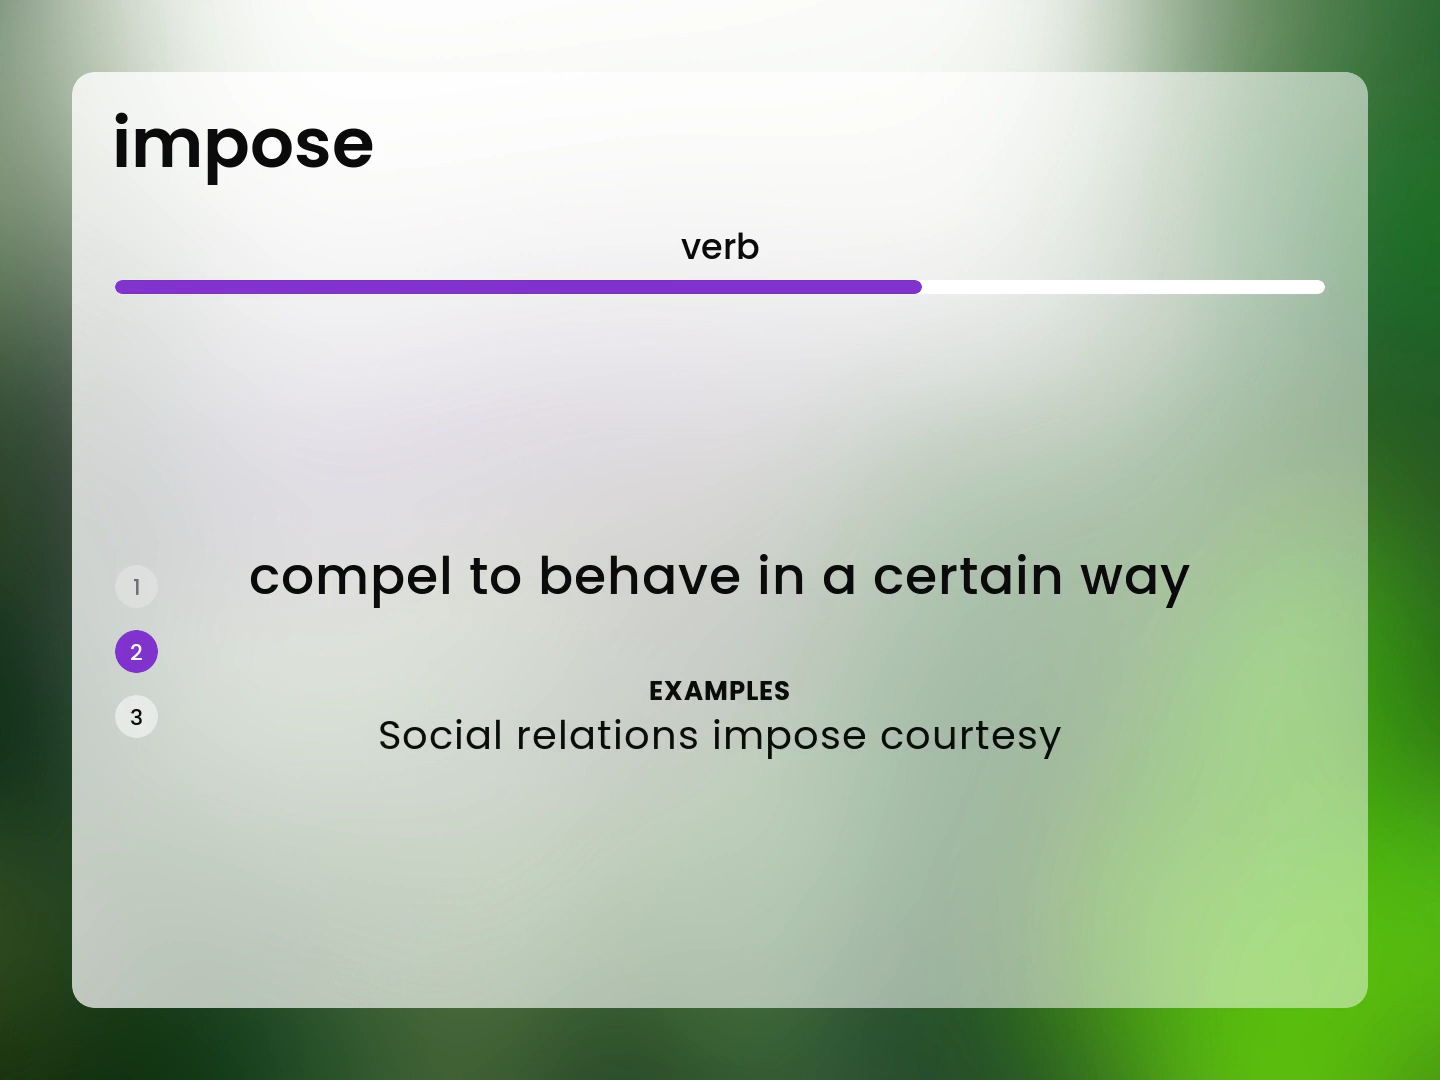 impose
verb
1
compel to behave in a certain way
2
EXAMPLES
3
Social relations impose courtesy